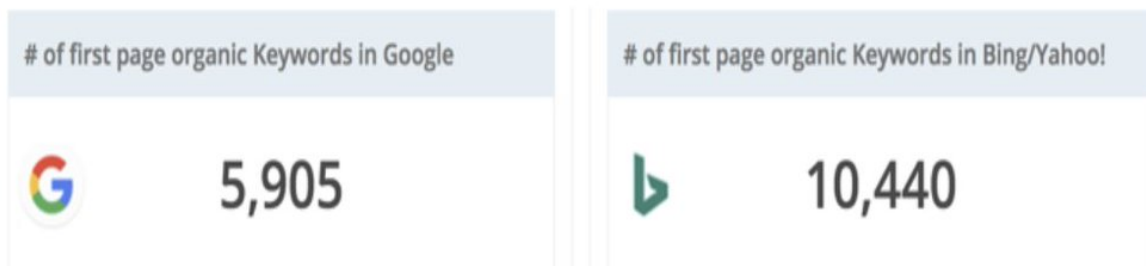 # of first page organic Keywords in Google
5,905
# of first page organic Keywords in Bing/Yahoo!
10,440